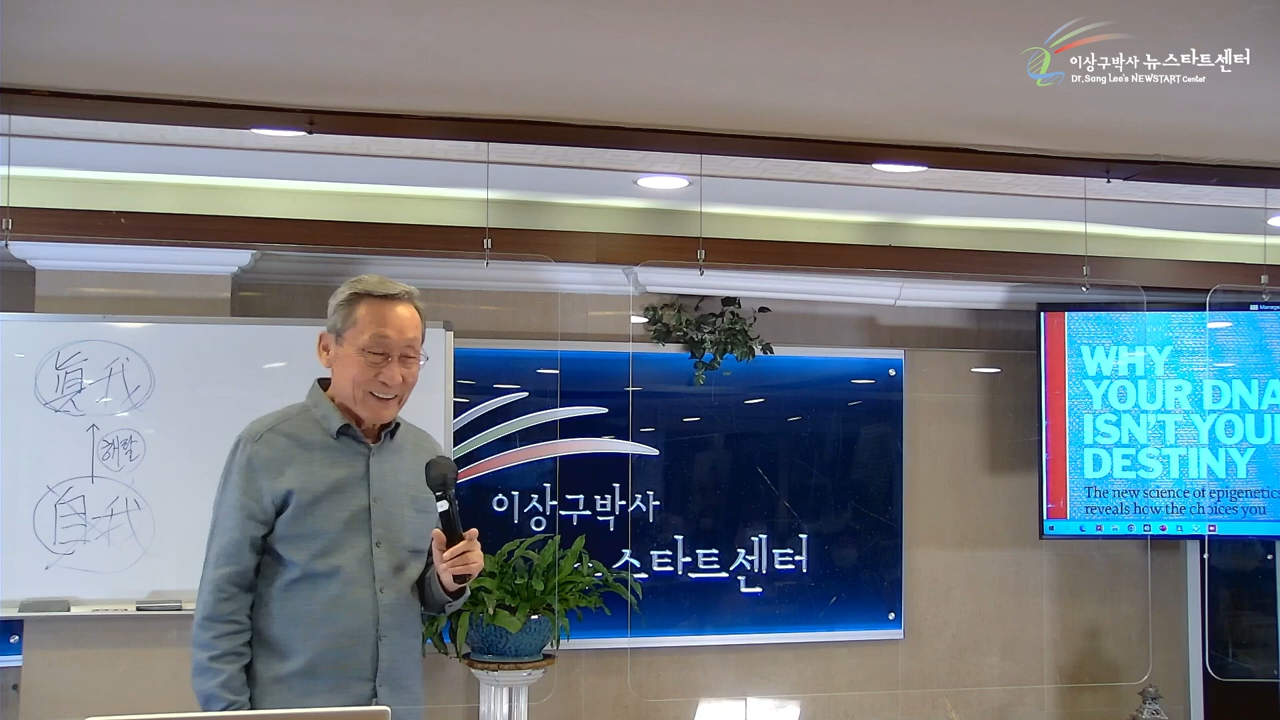 이상구박사 뉴스타트센터
Dr. Sang Lee's NEWSTART Center
眞我
해탈
自我
이상구박사
스타트센터
WHY
YOUR DNA
ISN'T YOUR
DESTINY
The new science of epigenetics
reveals how the choices you